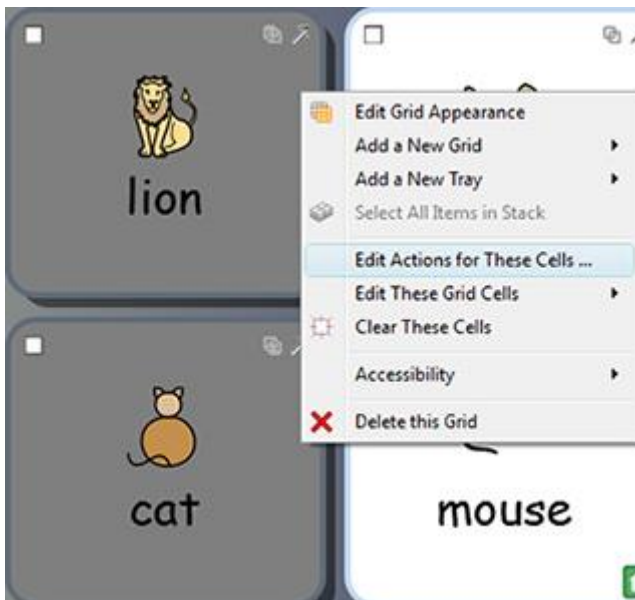 lion
Edit Grid Appearance
Add a New Grid
Add a New Tray
Select All Items in Stack
Edit Actions for These Cells ...
Edit These Grid Cells
Clear These Cells
Accessibility
Delete this Grid
cat
mouse